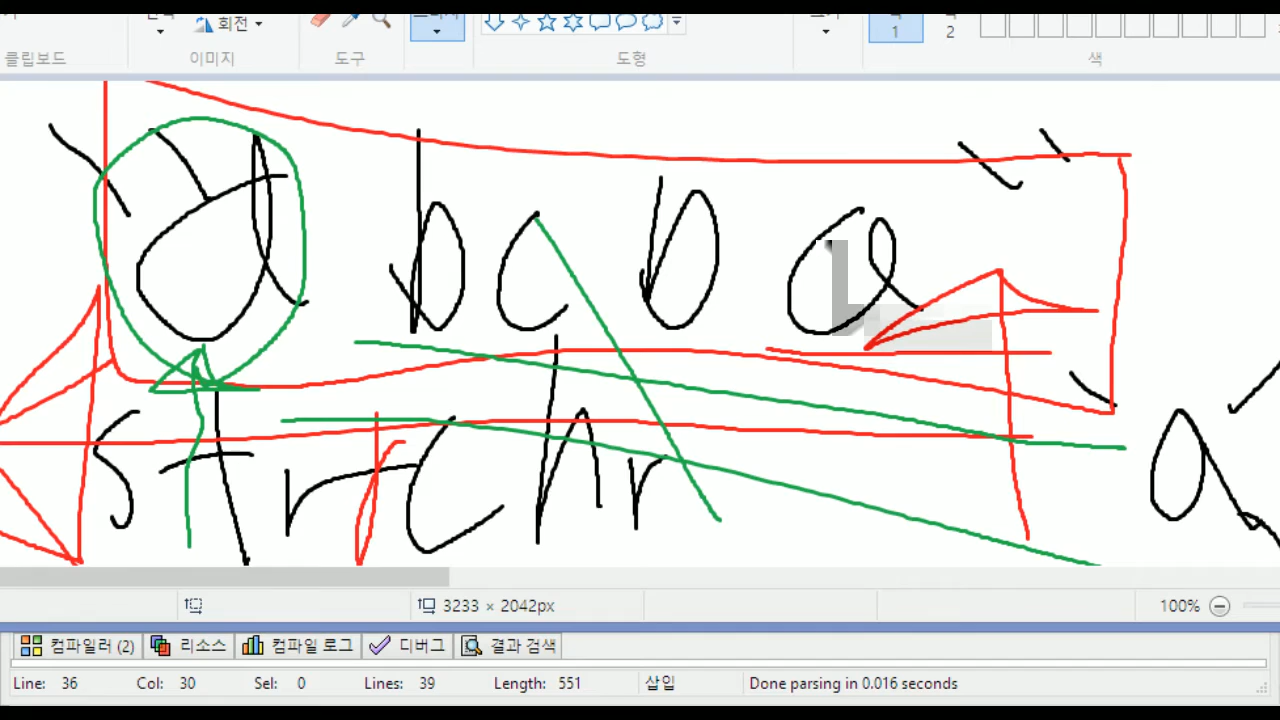 회전
1
2
클립보드
이미지
도구
도형
색
" a b c b a "
strchr
3233 × 2042px
100%
컴파일러 (2)
리소스
컴파일 로그
디버그
결과 검색
Line: 36
Col: 30
Sel: 0
Lines: 39
Length: 551
삽입
Done parsing in 0.016 seconds